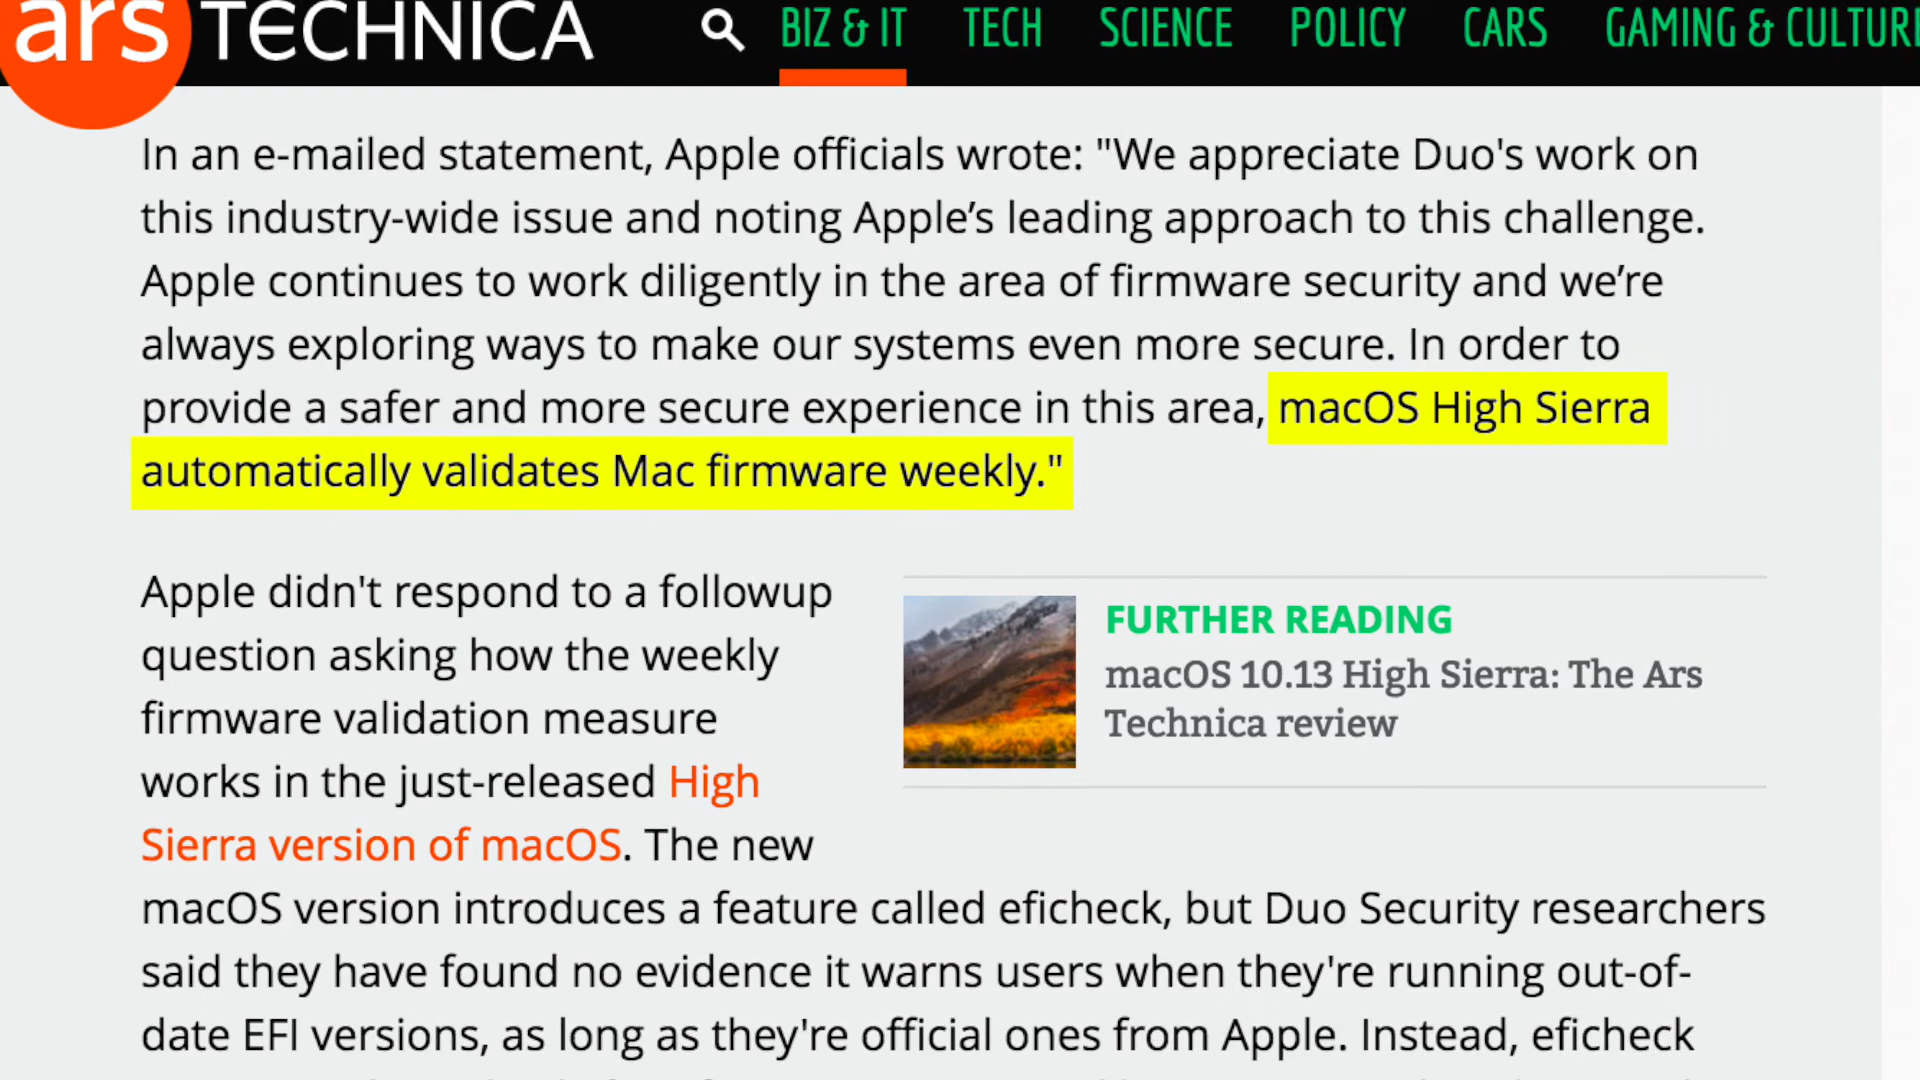 ars TECHNICA BIZ & IT TECH SCIENCE POLICY CARS GAMING & CULTURE
In an e-mailed statement, Apple officials wrote: "We appreciate Duo's work on
this industry-wide issue and noting Apple’s leading approach to this challenge.
Apple continues to work diligently in the area of firmware security and we’re
always exploring ways to make our systems even more secure. In order to
provide a safer and more secure experience in this area, macOS High Sierra
automatically validates Mac firmware weekly."
Apple didn't respond to a followup
question asking how the weekly
firmware validation measure
works in the just-released High
Sierra version of macOS. The new
FURTHER READING
macOS 10.13 High Sierra: The Ars
Technica review
macOS version introduces a feature called eficheck, but Duo Security researchers
said they have found no evidence it warns users when they're running out-of-
date EFI versions, as long as they're official ones from Apple. Instead, eficheck